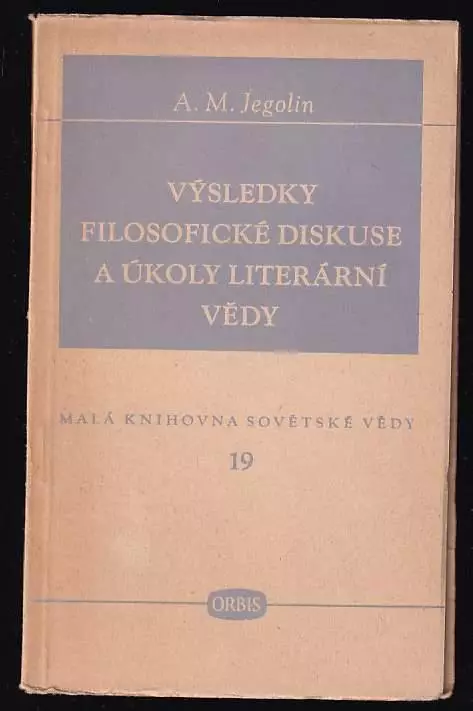 A. M. Jegolin
VÝSLEDKY
FILOSOFICKÉ DISKUSE
A ÚKOLY LITERÁRNÍ
VĚDY
MALÁ KNIHOVNA SOVĚTSKÉ VĚDY
19
ORBIS